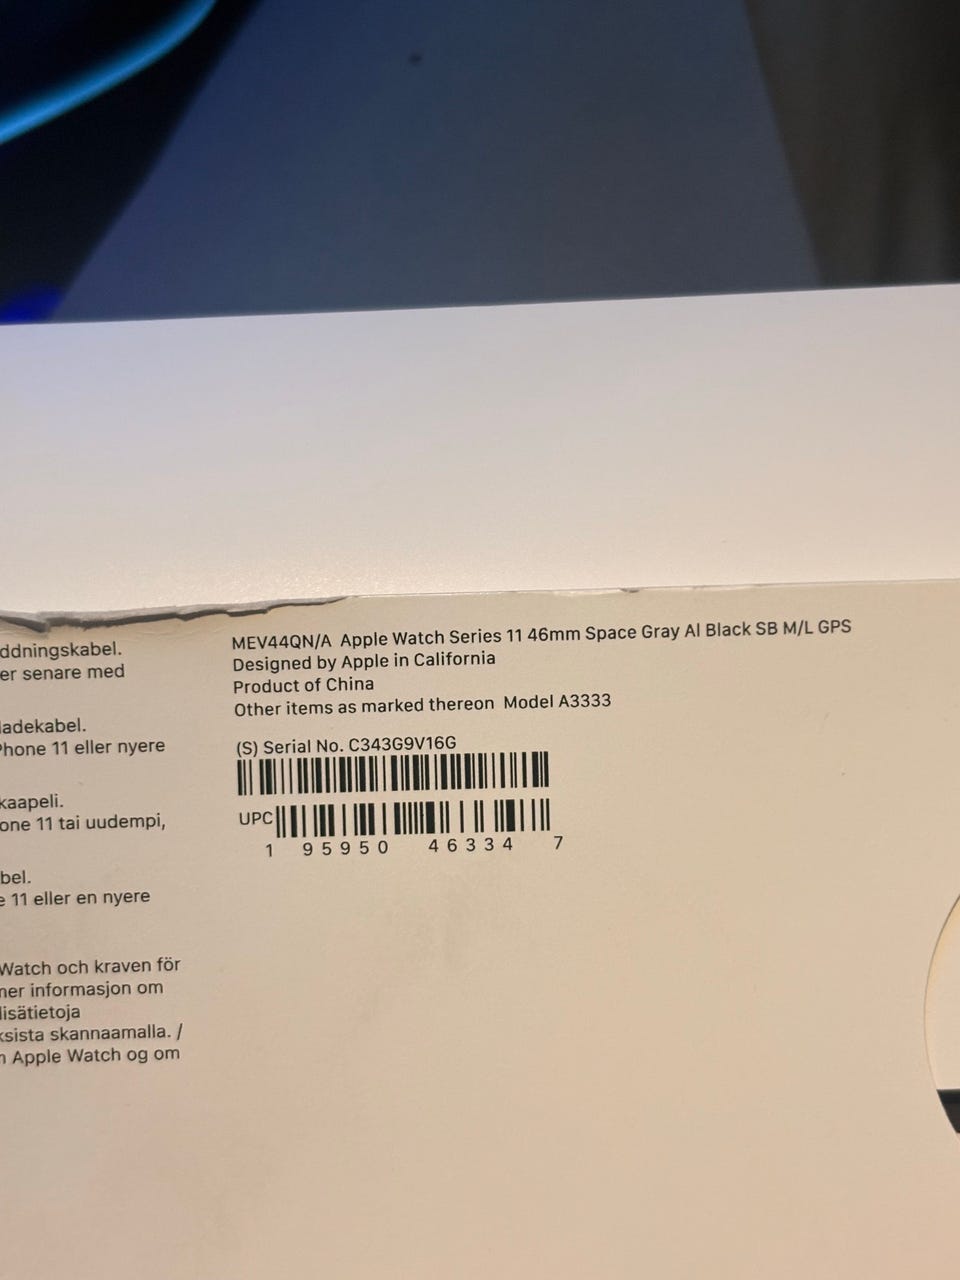 ddningskabel.
er senare med
ladekabel.
Phone 11 eller nyere
kaapeli.
one 11 tai uudempi,
bel.
e 11 eller en nyere
Watch och kraven för
mer informasjon om
lisätietoja
ksista skannaamalla. /
n Apple Watch og om
MEV44QN/A Apple Watch Series 11 46mm Space Gray Al Black SB M/L GPS
Designed by Apple in California
Product of China
Other items as marked thereon Model A3333
(S) Serial No. C343G9V16G
UPC
1 95950 46334 7